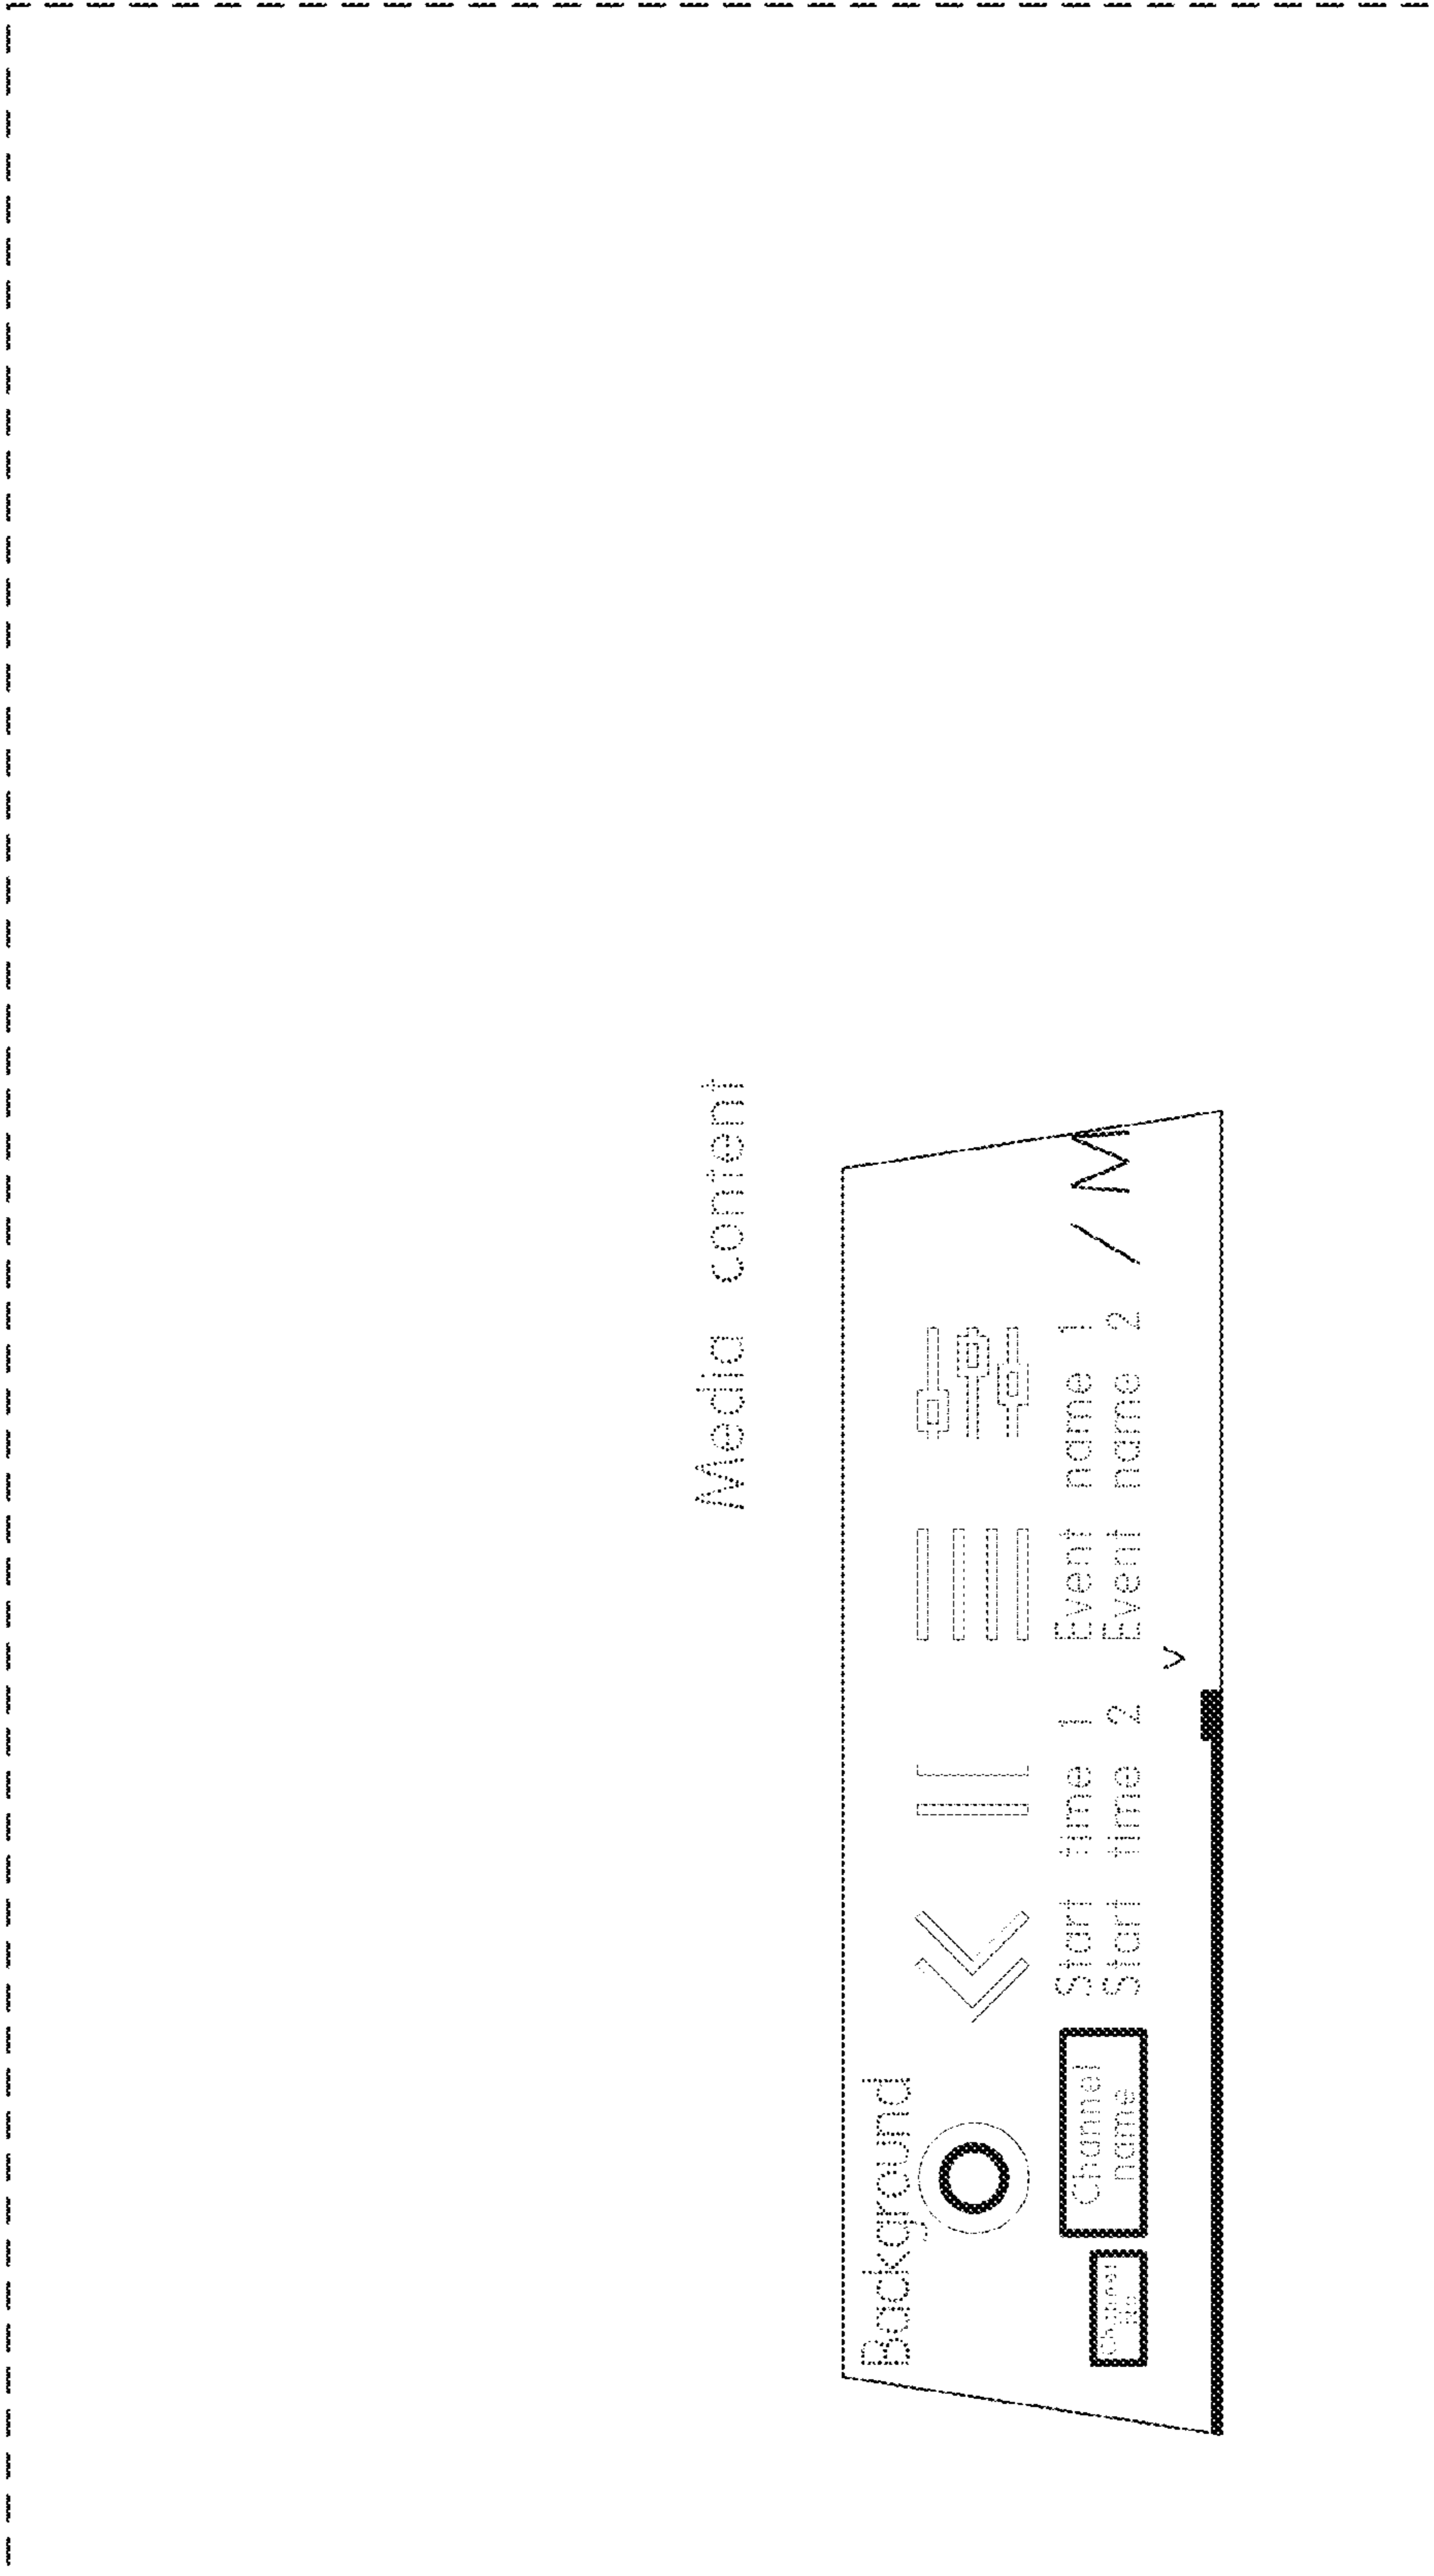 Media content
Background
Channel
name
Start time 1 Event name 1
Start time 2 Event name 2
/ M